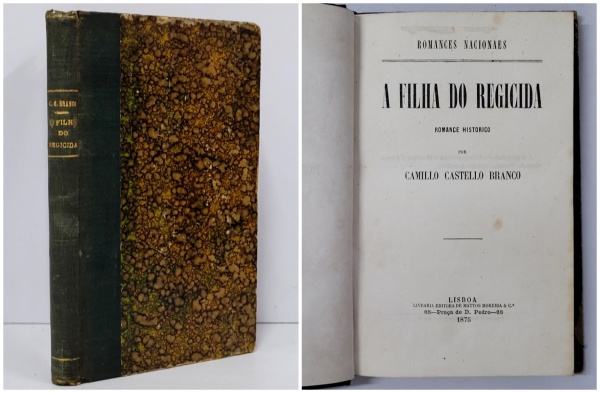 C. C. BRANCO
FILHA
DO
REGICIDA
ROMANCES NACIONAES
A FILHA DO REGICIDA
ROMANCE HISTORICO
POR
CAMILLO CASTELLO BRANCO
LISBOA
LIVRARIA EDITORA DE MATTOS MOREIRA & C.ª
68—Praça de D. Pedro—68
1875